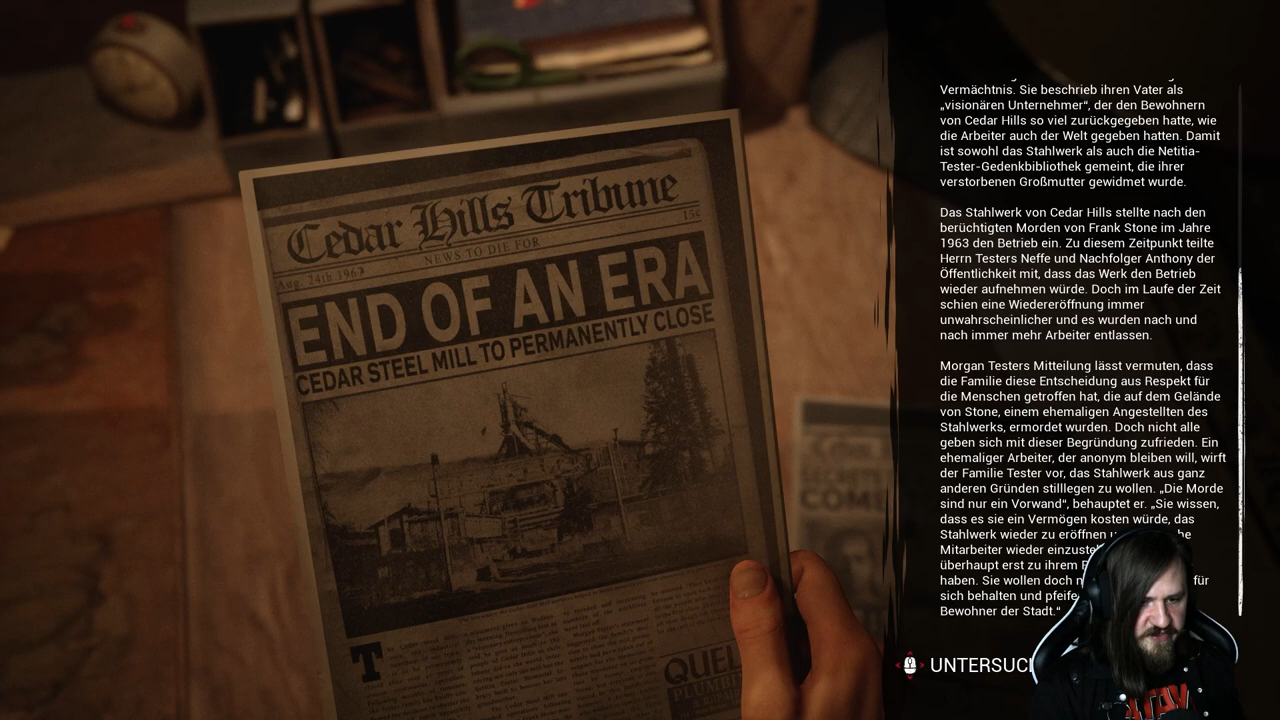 Cedar Hills Tribune
15¢
NEWS TO DIE FOR
Aug. 24th 1967
END OF AN ERA
CEDAR STEEL MILL TO PERMANENTLY CLOSE
T
QUEL
PLUMBI
COM
Vermächtnis. Sie beschrieb ihren Vater als
„visionären Unternehmer“, der den Bewohnern
von Cedar Hills so viel zurückgegeben hatte, wie
die Arbeiter auch der Welt gegeben hatten. Damit
ist sowohl das Stahlwerk als auch die Netitia-
Tester-Gedenkbibliothek gemeint, die ihrer
verstorbenen Großmutter gewidmet wurde.
Das Stahlwerk von Cedar Hills stellte nach den
berüchtigten Morden von Frank Stone im Jahre
1963 den Betrieb ein. Zu diesem Zeitpunkt teilte
Herrn Testers Neffe und Nachfolger Anthony der
Öffentlichkeit mit, dass das Werk den Betrieb
wieder aufnehmen würde. Doch im Laufe der Zeit
schien eine Wiedereröffnung immer
unwahrscheinlicher und es wurden nach und
nach immer mehr Arbeiter entlassen.
Morgan Testers Mitteilung lässt vermuten, dass
die Familie diese Entscheidung aus Respekt für
die Menschen getroffen hat, die auf dem Gelände
von Stone, einem ehemaligen Angestellten des
Stahlwerks, ermordet wurden. Doch nicht alle
geben sich mit dieser Begründung zufrieden. Ein
ehemaliger Arbeiter, der anonym bleiben will, wirft
der Familie Tester vor, das Stahlwerk aus ganz
anderen Gründen stilllegen zu wollen. „Die Morde
sind nur ein Vorwand“, behauptet er. „Sie wissen,
dass es sie ein Vermögen kosten würde, das
Stahlwerk wieder zu eröffnen
Mitarbeiter wieder einzustel
überhaupt erst zu ihrem
haben. Sie wollen doch für
sich behalten und pfeife
Bewohner der Stadt.“
UNTERSUC